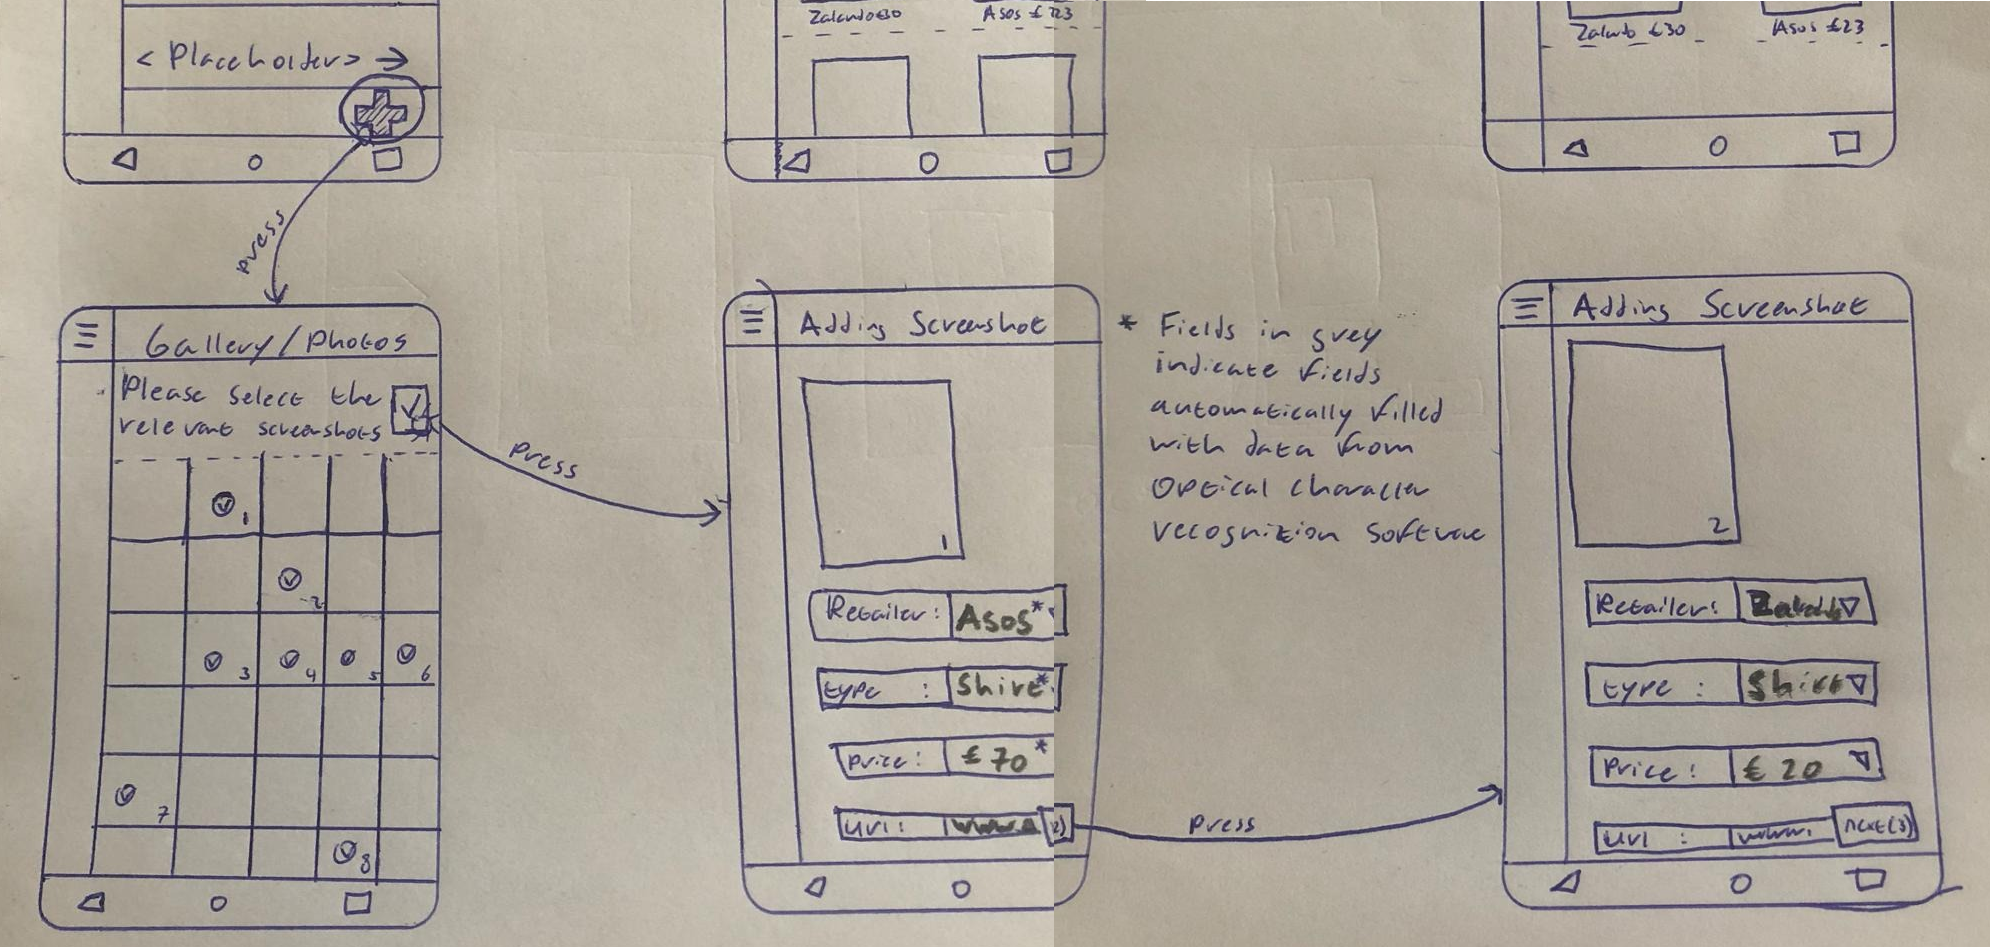 Zalando £30
Asos £23
Zalando £30
Asos £23
< Placeholder> →
Press
Gallery/Photos
Please select the
relevant screenshots
1
2
3
4
5
6
7
8
Press
Adding Screenshot
1
Retailer: Asos*
type : Shirt*
Price: £70*
url: www.
2)
* Fields in grey
indicate fields
automatically filled
with data from
Optical character
recognizion Software
Press
Adding Screenshot
2
Retailer: Zalando
type : Shirt
Price: £20
url : www.
next(3)